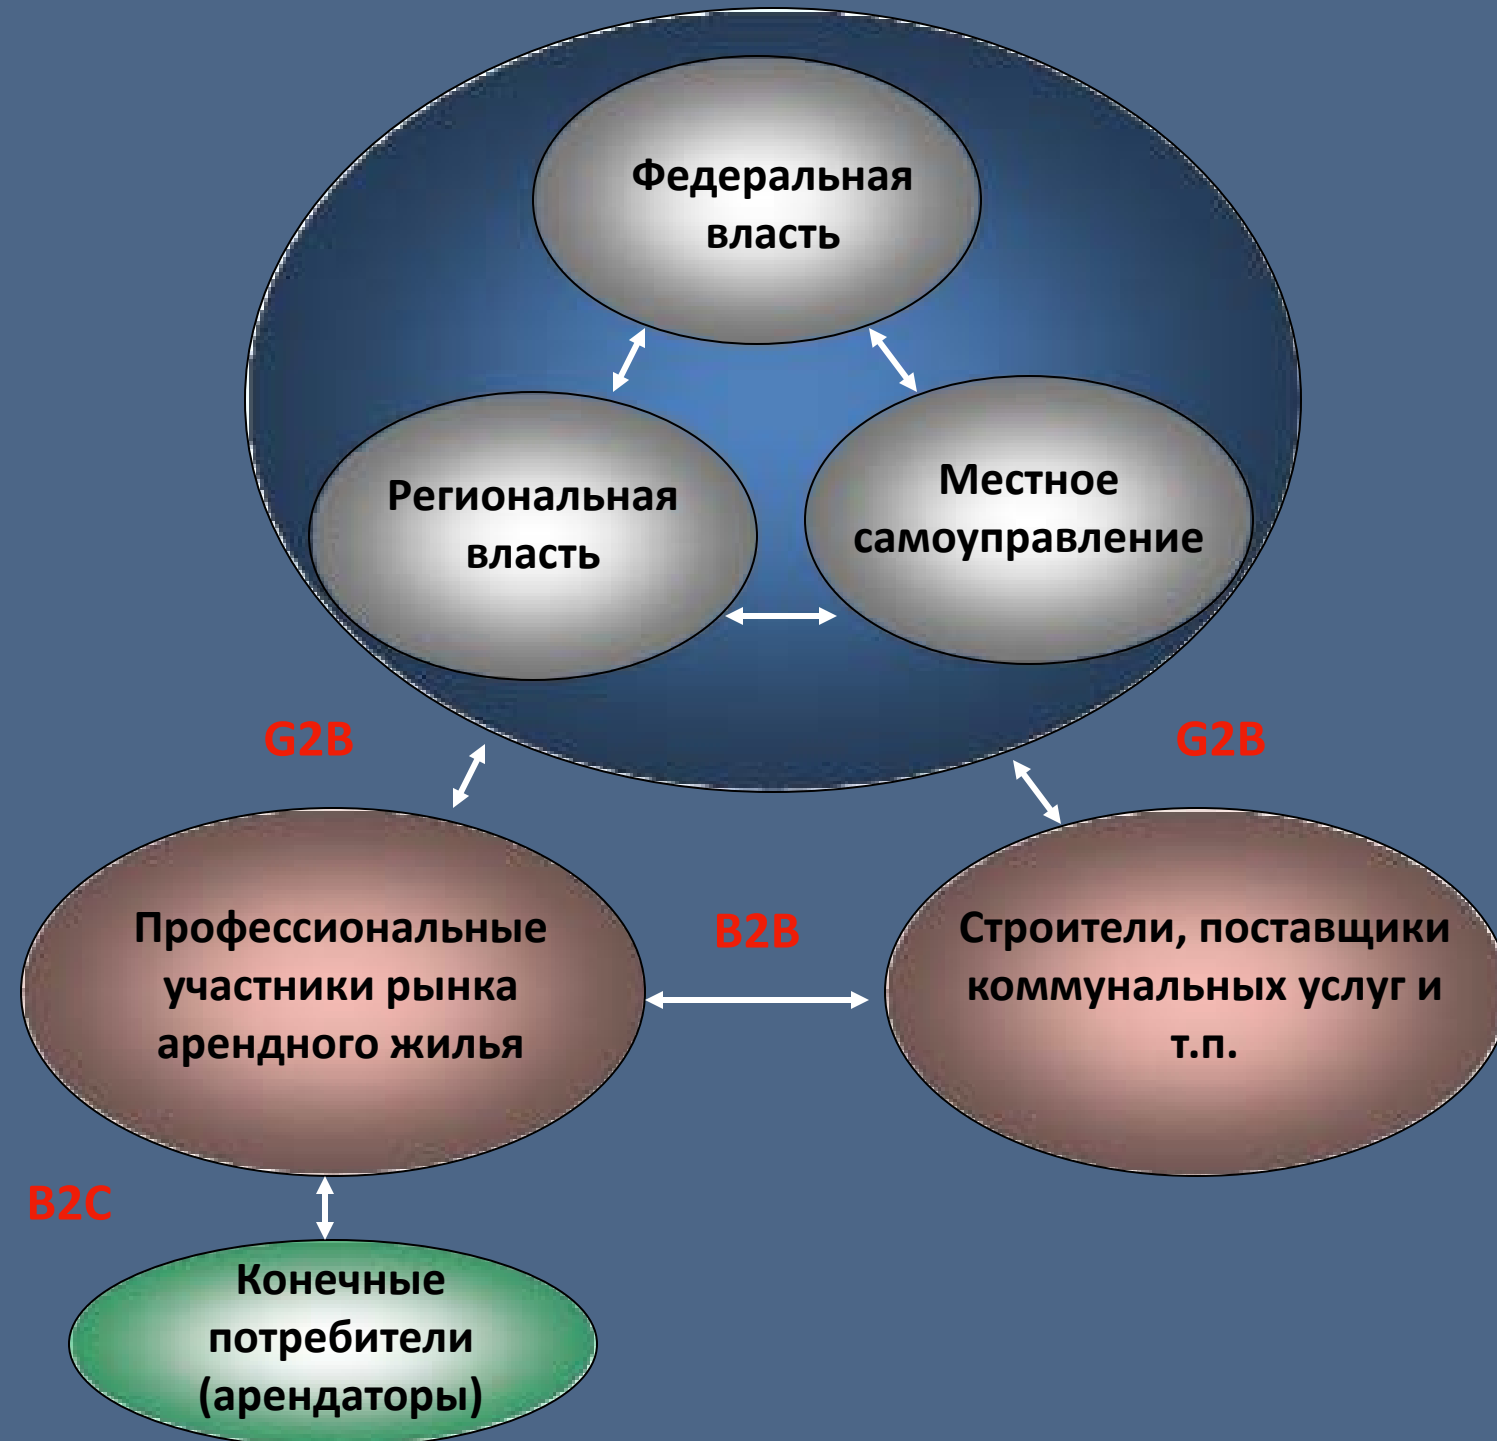 Федеральная
власть
Региональная
власть
Местное
самоуправление
G2B
G2B
Профессиональные
участники рынка
арендного жилья
B2B
Строители, поставщики
коммунальных услуг и
т.п.
B2C
Конечные
потребители
(арендаторы)